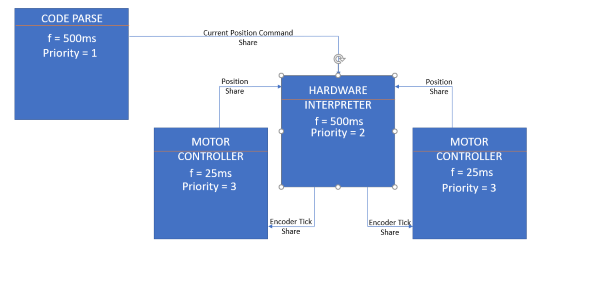 CODE PARSE
f = 500ms
Priority = 1
Current Position Command
Share
Position
Share
HARDWARE
INTERPRETER
f = 500ms
Priority = 2
Position
Share
MOTOR
CONTROLLER
f = 25ms
Priority = 3
MOTOR
CONTROLLER
f = 25ms
Priority = 3
Encoder Tick
Share
Encoder Tick
Share